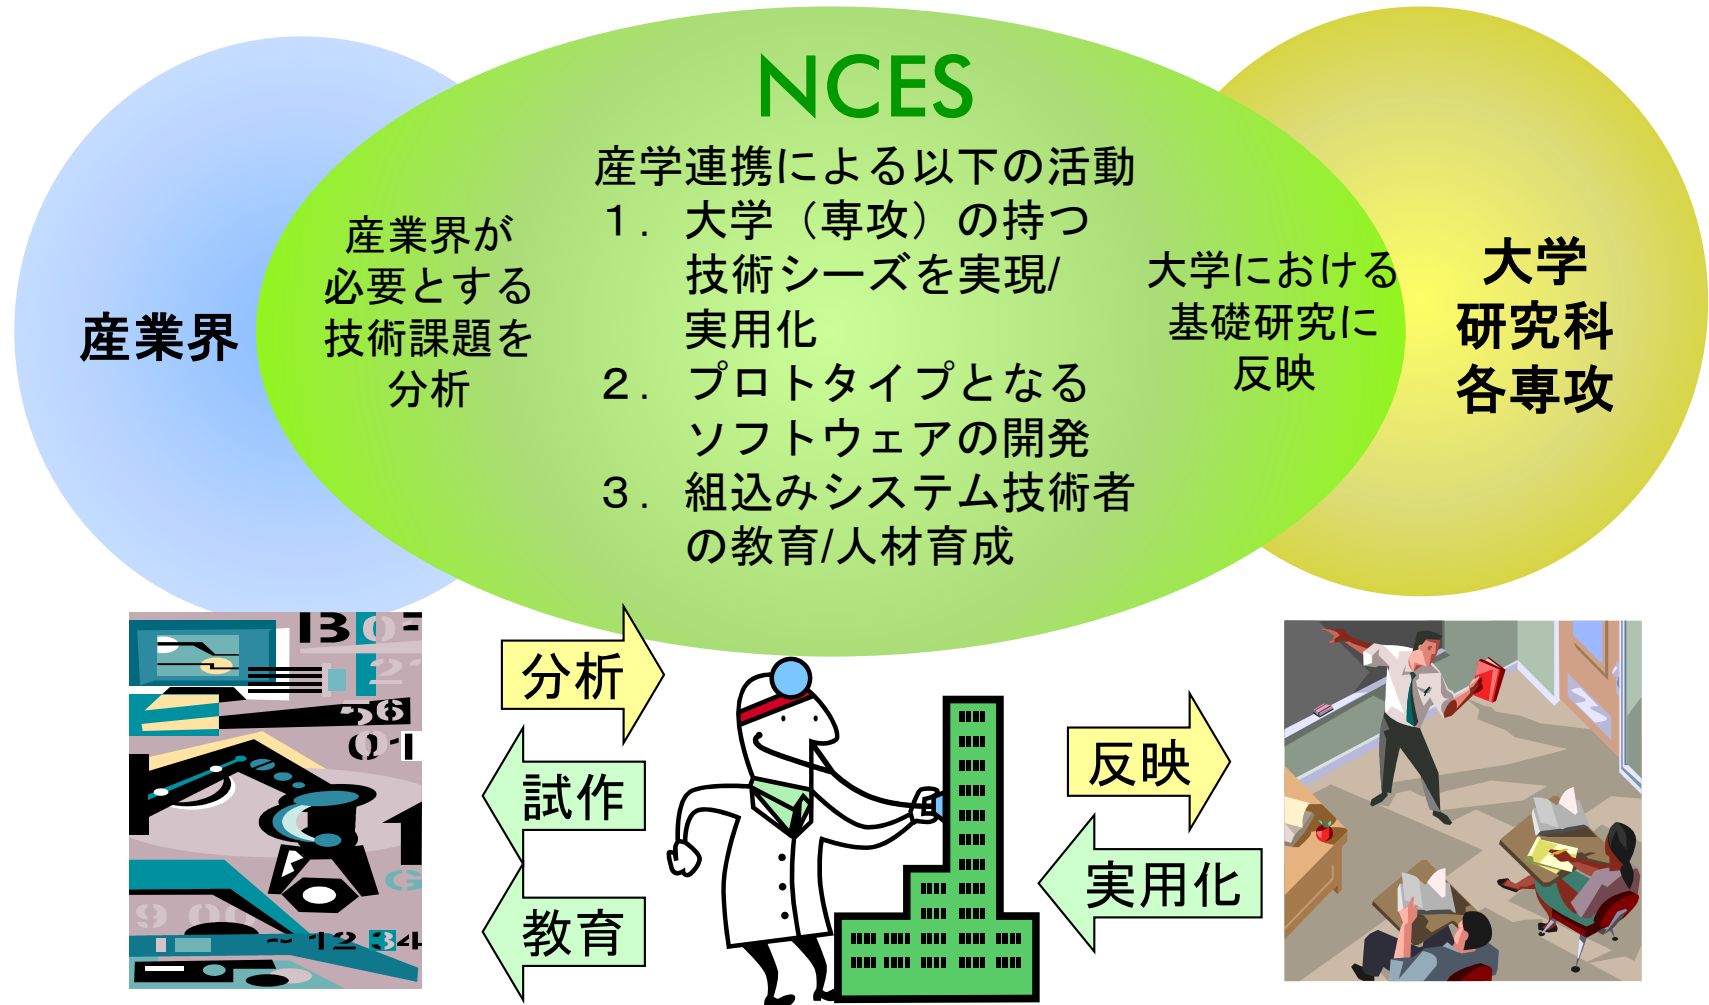 NCES
産学連携による以下の活動
１．大学（専攻）の持つ
技術シーズを実現/
実用化
２．プロトタイプとなる
ソフトウェアの開発
３．組込みシステム技術者
の教育/人材育成
産業界
産業界が
必要とする
技術課題を
分析
大学における
基礎研究に
反映
大学
研究科
各専攻
分析
試作
教育
反映
実用化